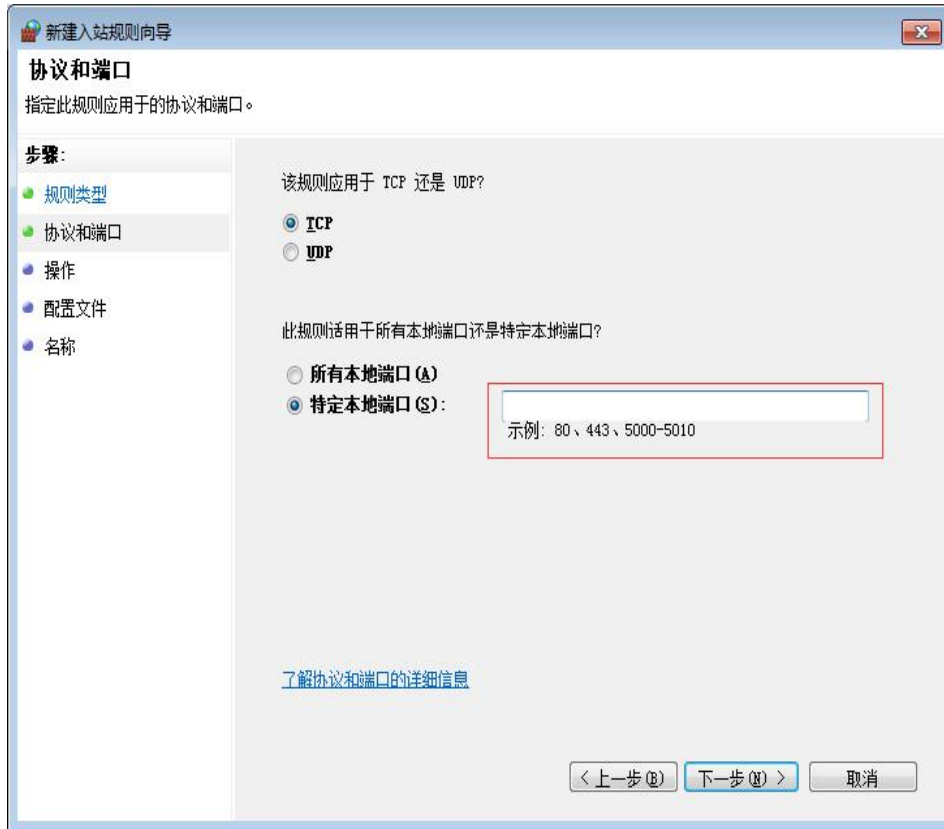 新建入站规则向导
协议和端口
指定此规则应用于的协议和端口。
步骤:
规则类型
协议和端口
操作
配置文件
名称
该规则应用于 TCP 还是 UDP?
TCP
UDP
此规则适用于所有本地端口还是特定本地端口?
所有本地端口(A)
特定本地端口(S):
示例: 80、443、5000-5010
了解协议和端口的详细信息
< 上一步(B)
下一步(N) >
取消